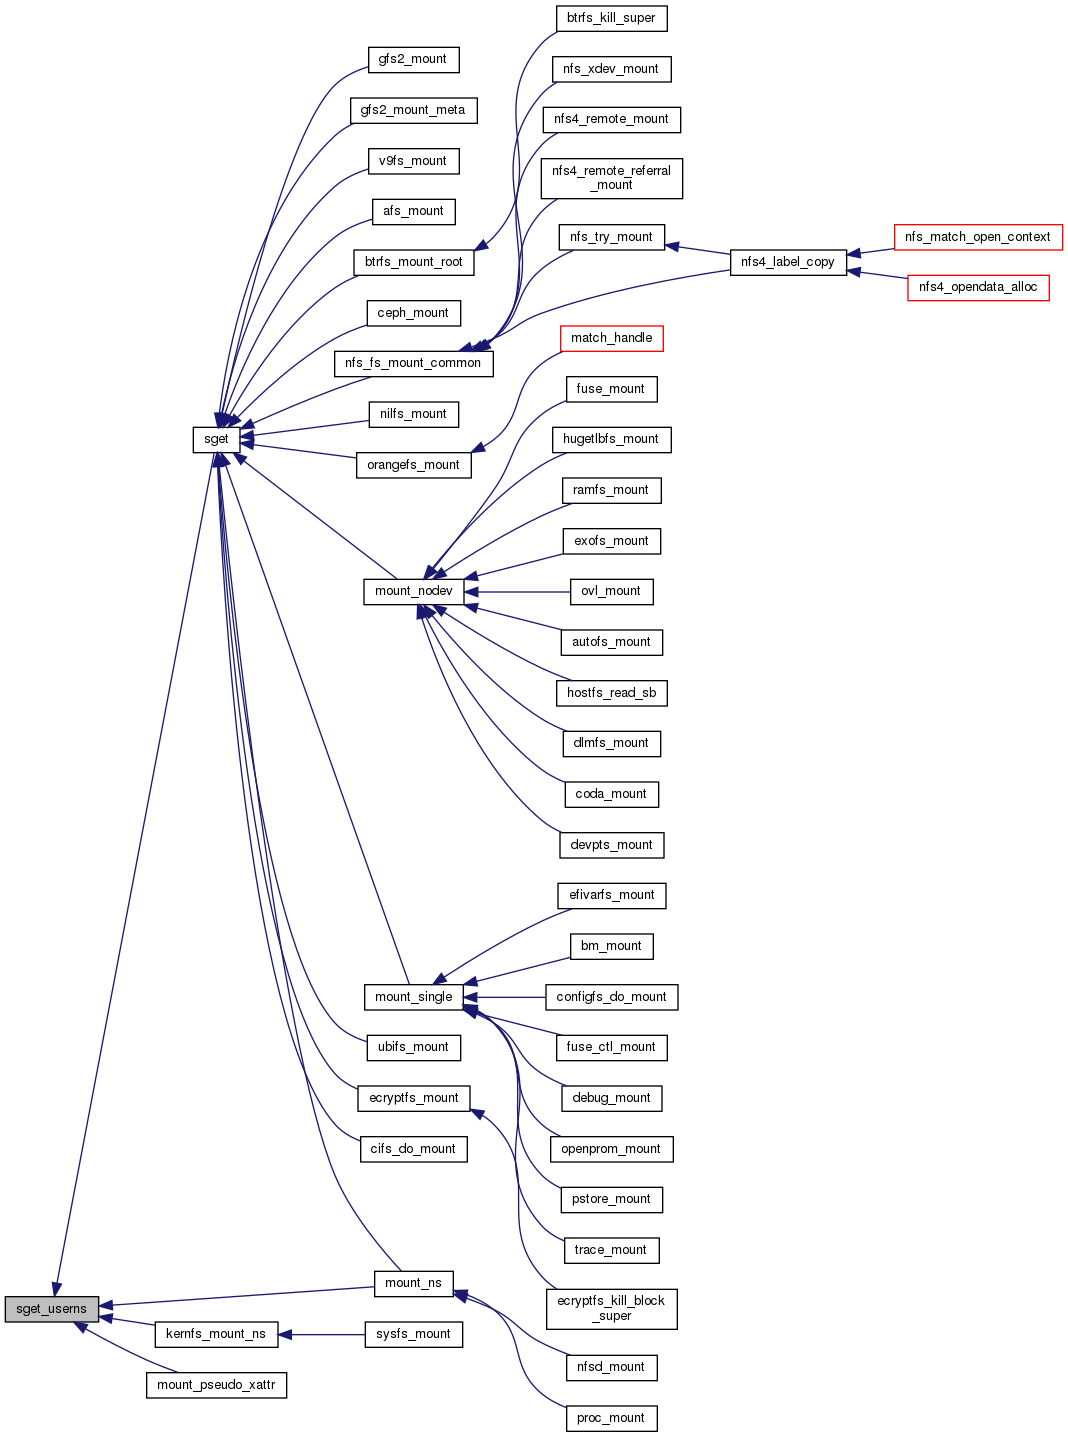 btrfs_kill_super
gfs2_mount
nfs_xdev_mount
gfs2_mount_meta
nfs4_remote_mount
v9fs_mount
nfs4_remote_referral
_mount
afs_mount
nfs_try_mount
nfs_match_open_context
btrfs_mount_root
nfs4_label_copy
nfs4_opendata_alloc
ceph_mount
match_handle
nfs_fs_mount_common
fuse_mount
nilfs_mount
sget
hugetlbfs_mount
orangefs_mount
ramfs_mount
exofs_mount
mount_nodev
ovl_mount
autofs_mount
hostfs_read_sb
dlmfs_mount
coda_mount
devpts_mount
efivarfs_mount
bm_mount
mount_single
configfs_do_mount
ubifs_mount
fuse_ctl_mount
ecryptfs_mount
debug_mount
cifs_do_mount
openprom_mount
pstore_mount
trace_mount
mount_ns
ecryptfs_kill_block
_super
sget_userns
kernfs_mount_ns
sysfs_mount
nfsd_mount
mount_pseudo_xattr
proc_mount